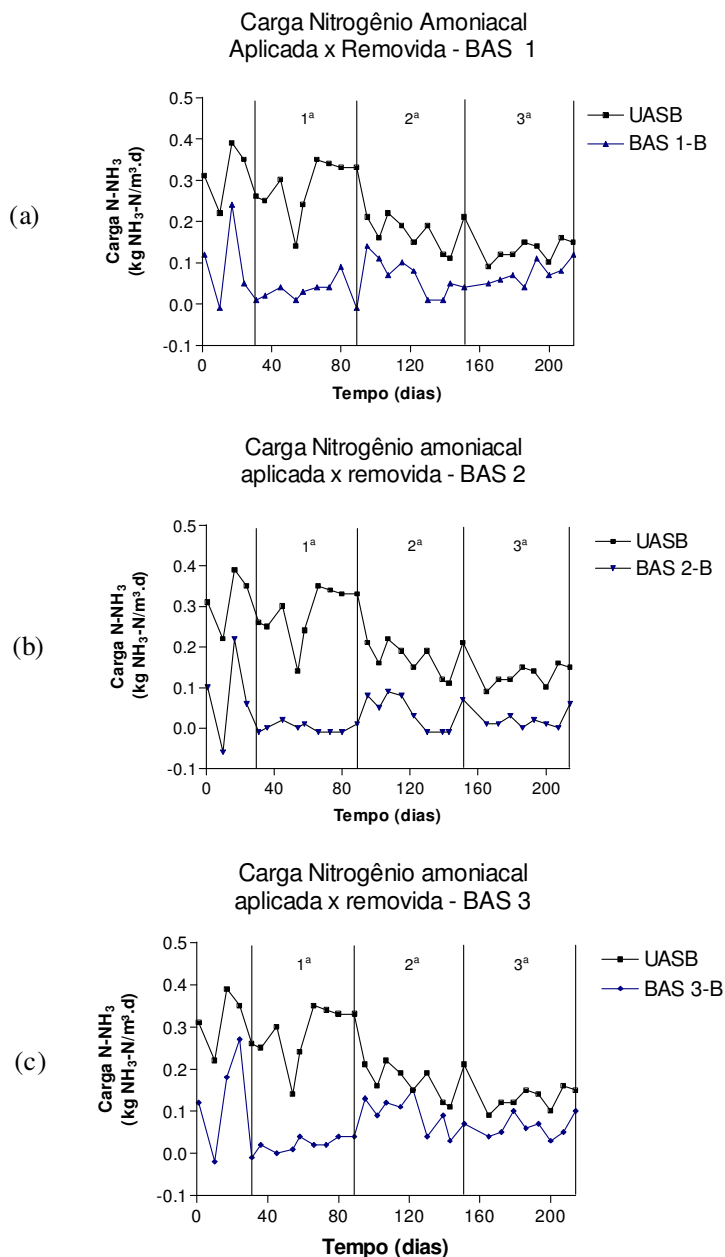 Carga Nitrogênio Amoniacal
Aplicada x Removida - BAS 1
(a)
Carga N-NH3
(kg NH3-N/m³.d)
0.5
0.4
0.3
0.2
0.1
0.0
-0.1
1ª
2ª
3ª
UASB
BAS 1-B
0 40 80 120 160 200
Tempo (dias)
Carga Nitrogênio amoniacal
aplicada x removida - BAS 2
(b)
Carga N-NH3
(kg NH3-N/m³.d)
0.5
0.4
0.3
0.2
0.1
0.0
-0.1
1ª
2ª
3ª
UASB
BAS 2-B
0 40 80 120 160 200
Tempo (dias)
Carga Nitrogênio amoniacal
aplicada x removida - BAS 3
(c)
Carga N-NH3
(kg NH3-N/m³.d)
0.5
0.4
0.3
0.2
0.1
0.0
-0.1
1ª
2ª
3ª
UASB
BAS 3-B
0 40 80 120 160 200
Tempo (dias)